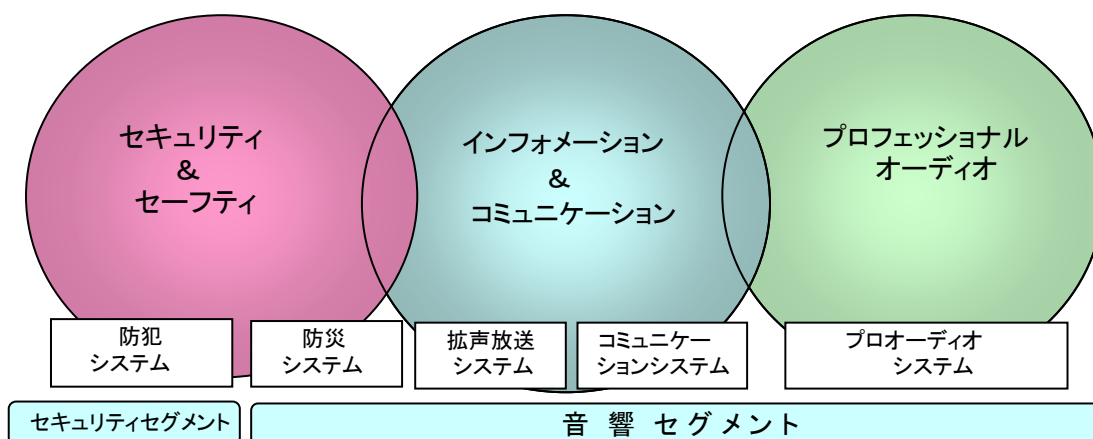 セキュリティ
&
セーフティ
インフォメーション
&
コミュニケーション
プロフェッショナル
オーディオ
防犯
システム
防災
システム
拡声放送
システム
コミュニケー
ションシステム
プロオーディオ
システム
セキュリティセグメント
音 響 セグメント